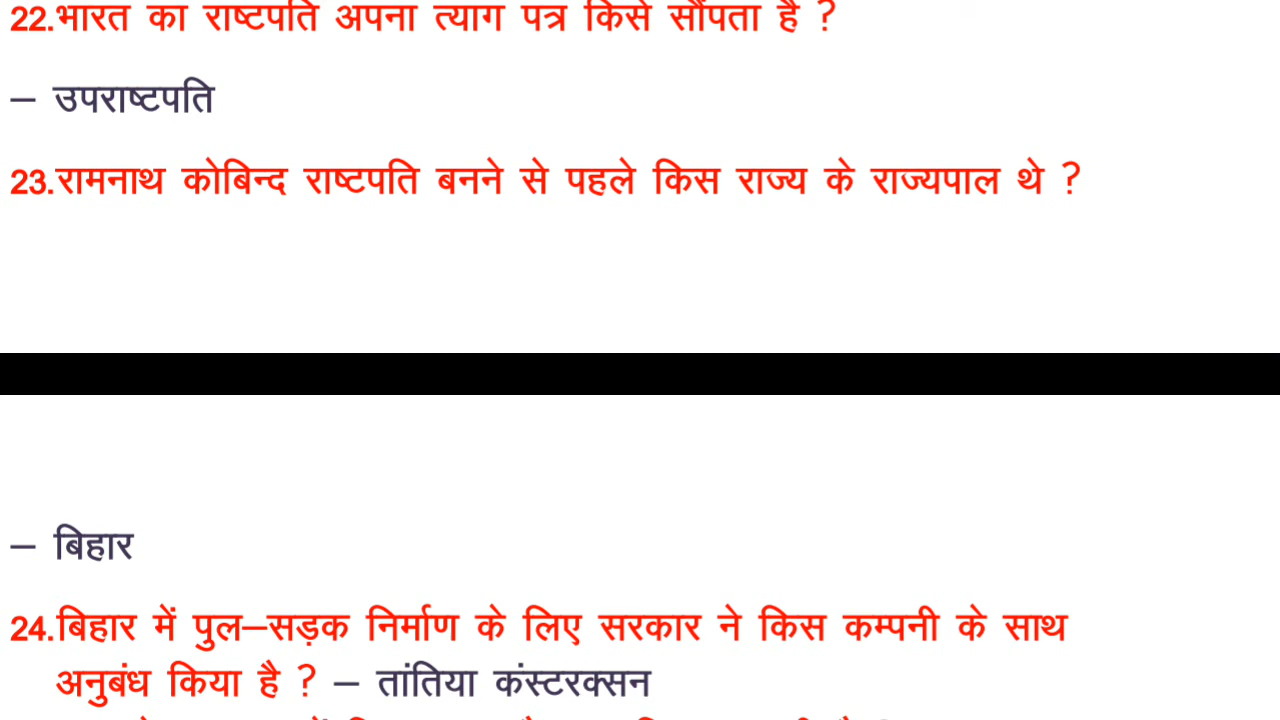 22.भारत का राष्टपति अपना त्याग पत्र किसे सौंपता है ?
– उपराष्टपति
23.रामनाथ कोबिन्द राष्टपति बनने से पहले किस राज्य के राज्यपाल थे ?
– बिहार
24.बिहार में पुल–सड़क निर्माण के लिए सरकार ने किस कम्पनी के साथ
अनुबंध किया है ? – तांतिया कंस्टरक्सन